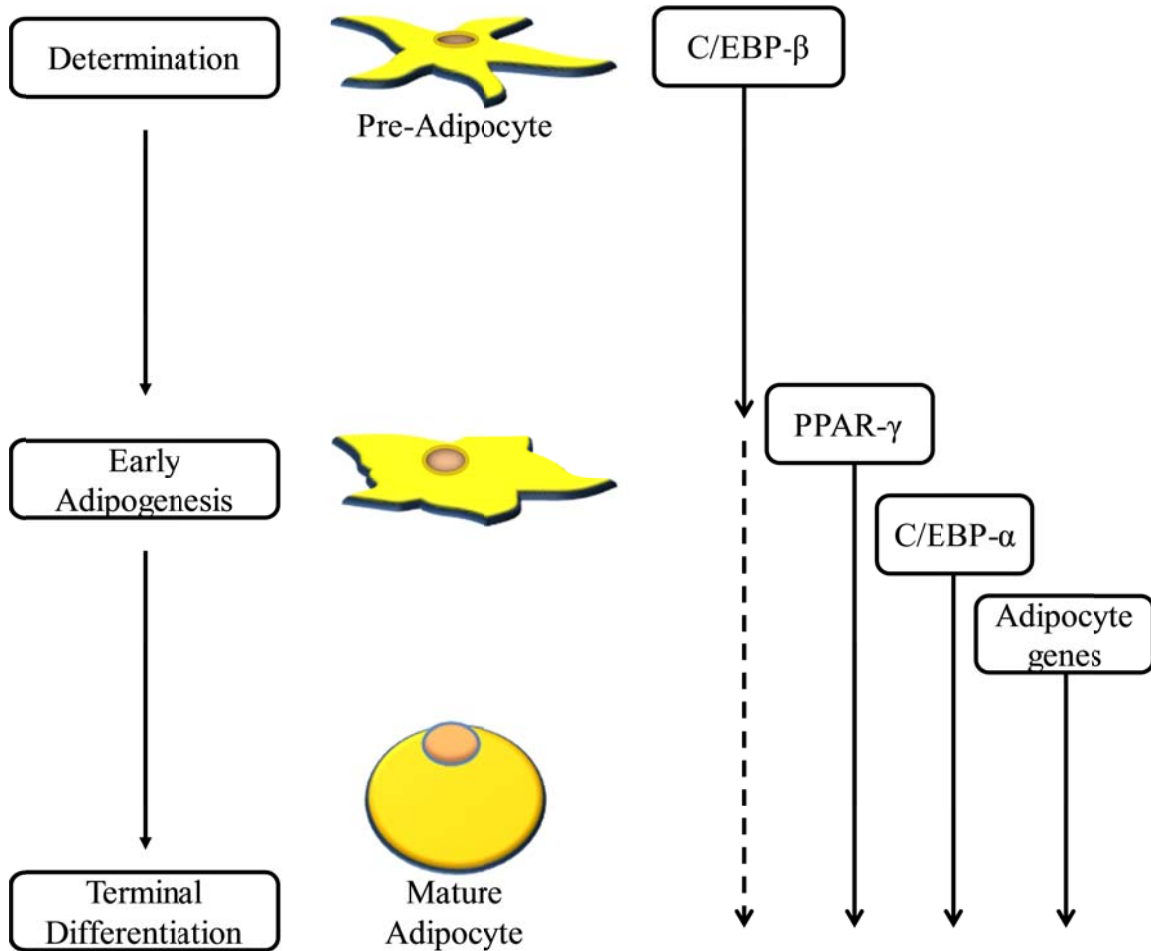 Determination
Pre-Adipocyte
C/EBP-β
PPAR-γ
Early
Adipogenesis
C/EBP-α
Adipocyte
genes
Terminal
Differentiation
Mature
Adipocyte